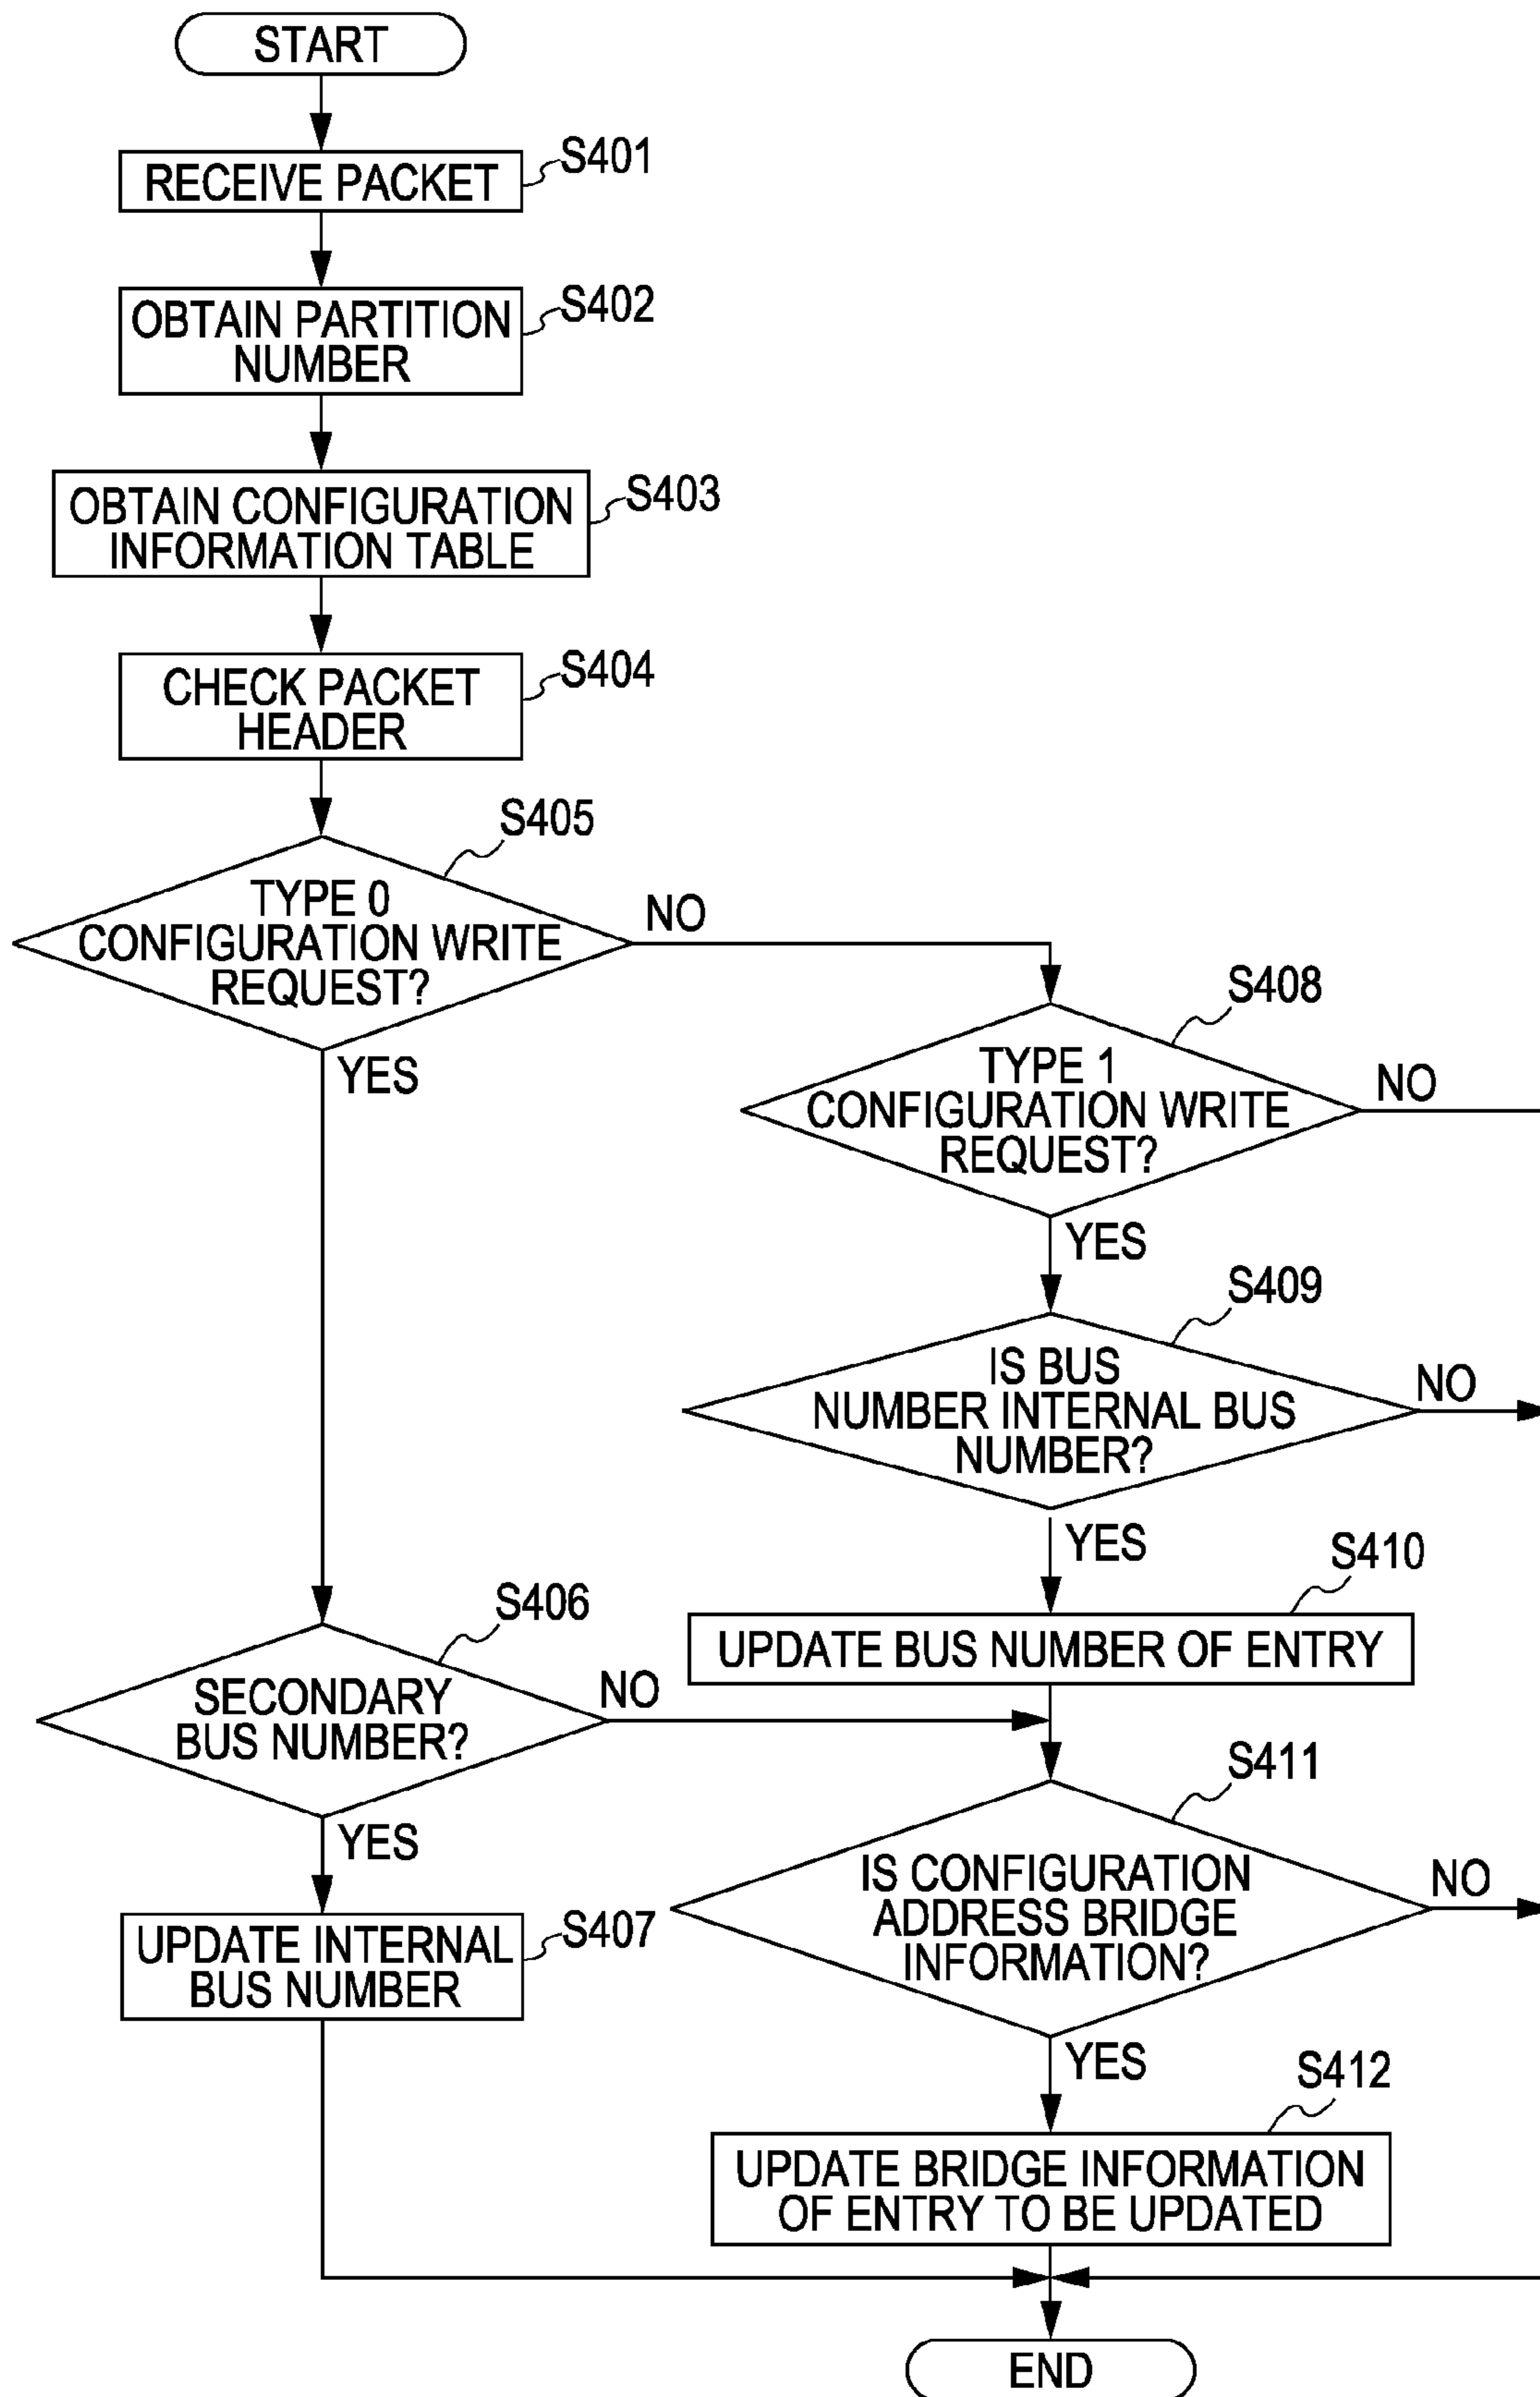 START
RECEIVE PACKET
S401
OBTAIN PARTITION
NUMBER
S402
OBTAIN CONFIGURATION
INFORMATION TABLE
S403
CHECK PACKET
HEADER
S404
TYPE 0
CONFIGURATION WRITE
REQUEST?
S405
NO
YES
TYPE 1
CONFIGURATION WRITE
REQUEST?
S408
NO
YES
IS BUS
NUMBER INTERNAL BUS
NUMBER?
S409
NO
YES
UPDATE BUS NUMBER OF ENTRY
S410
SECONDARY
BUS NUMBER?
S406
NO
YES
UPDATE INTERNAL
BUS NUMBER
S407
IS CONFIGURATION
ADDRESS BRIDGE
INFORMATION?
S411
NO
YES
UPDATE BRIDGE INFORMATION
OF ENTRY TO BE UPDATED
S412
END